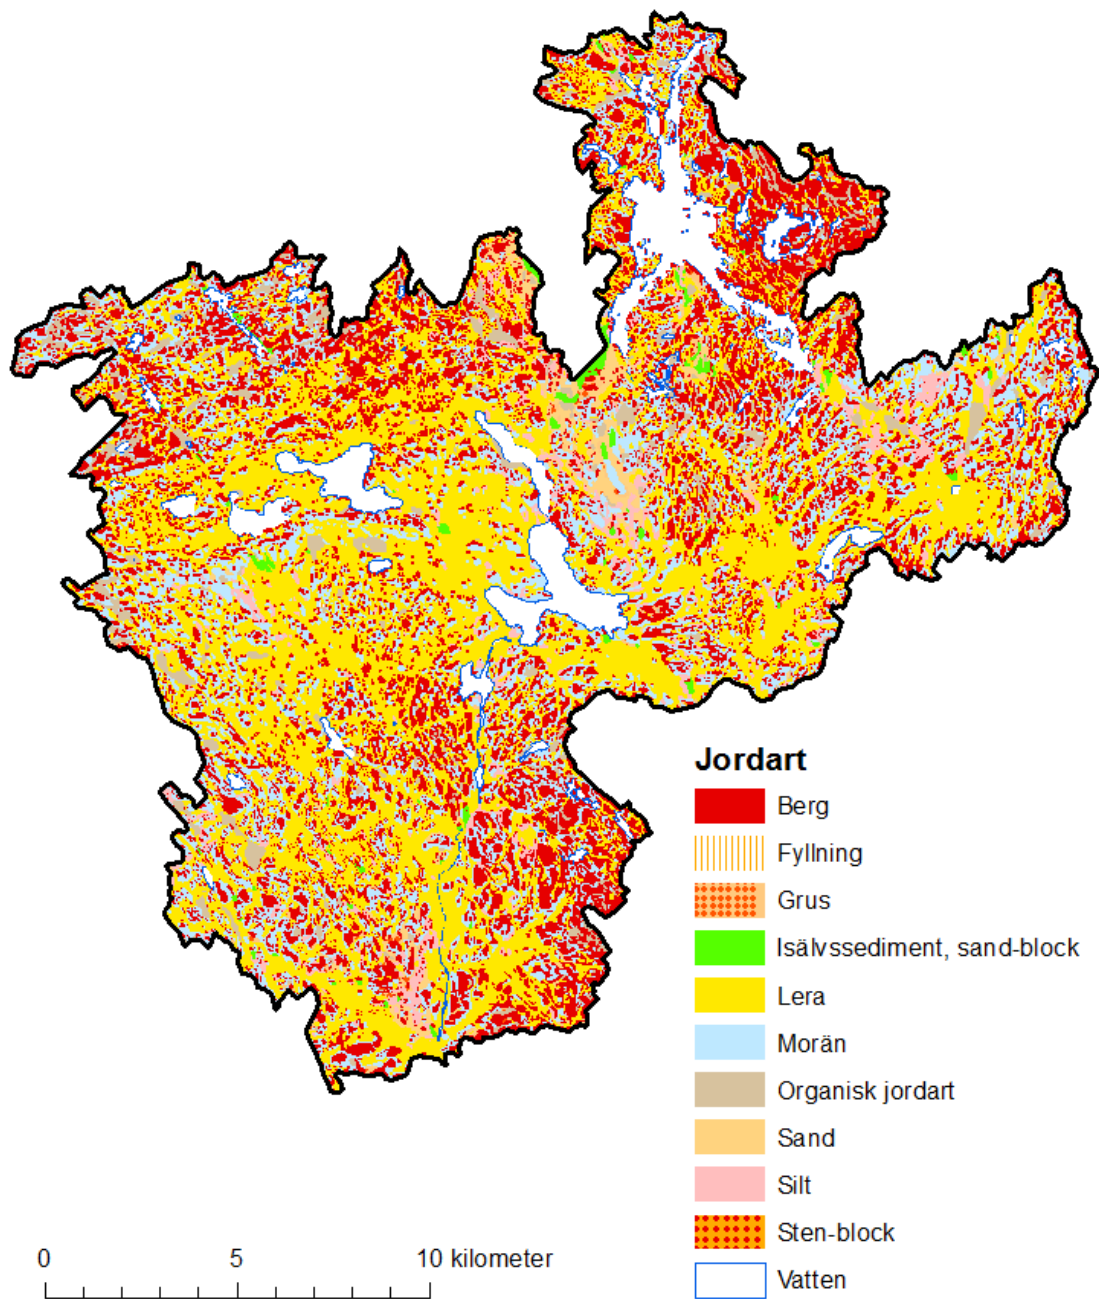 Jordart
Berg
Fyllning
Grus
Isälvssediment, sand-block
Lera
Morän
Organisk jordart
Sand
Silt
Sten-block
Vatten
0 5 10 kilometer